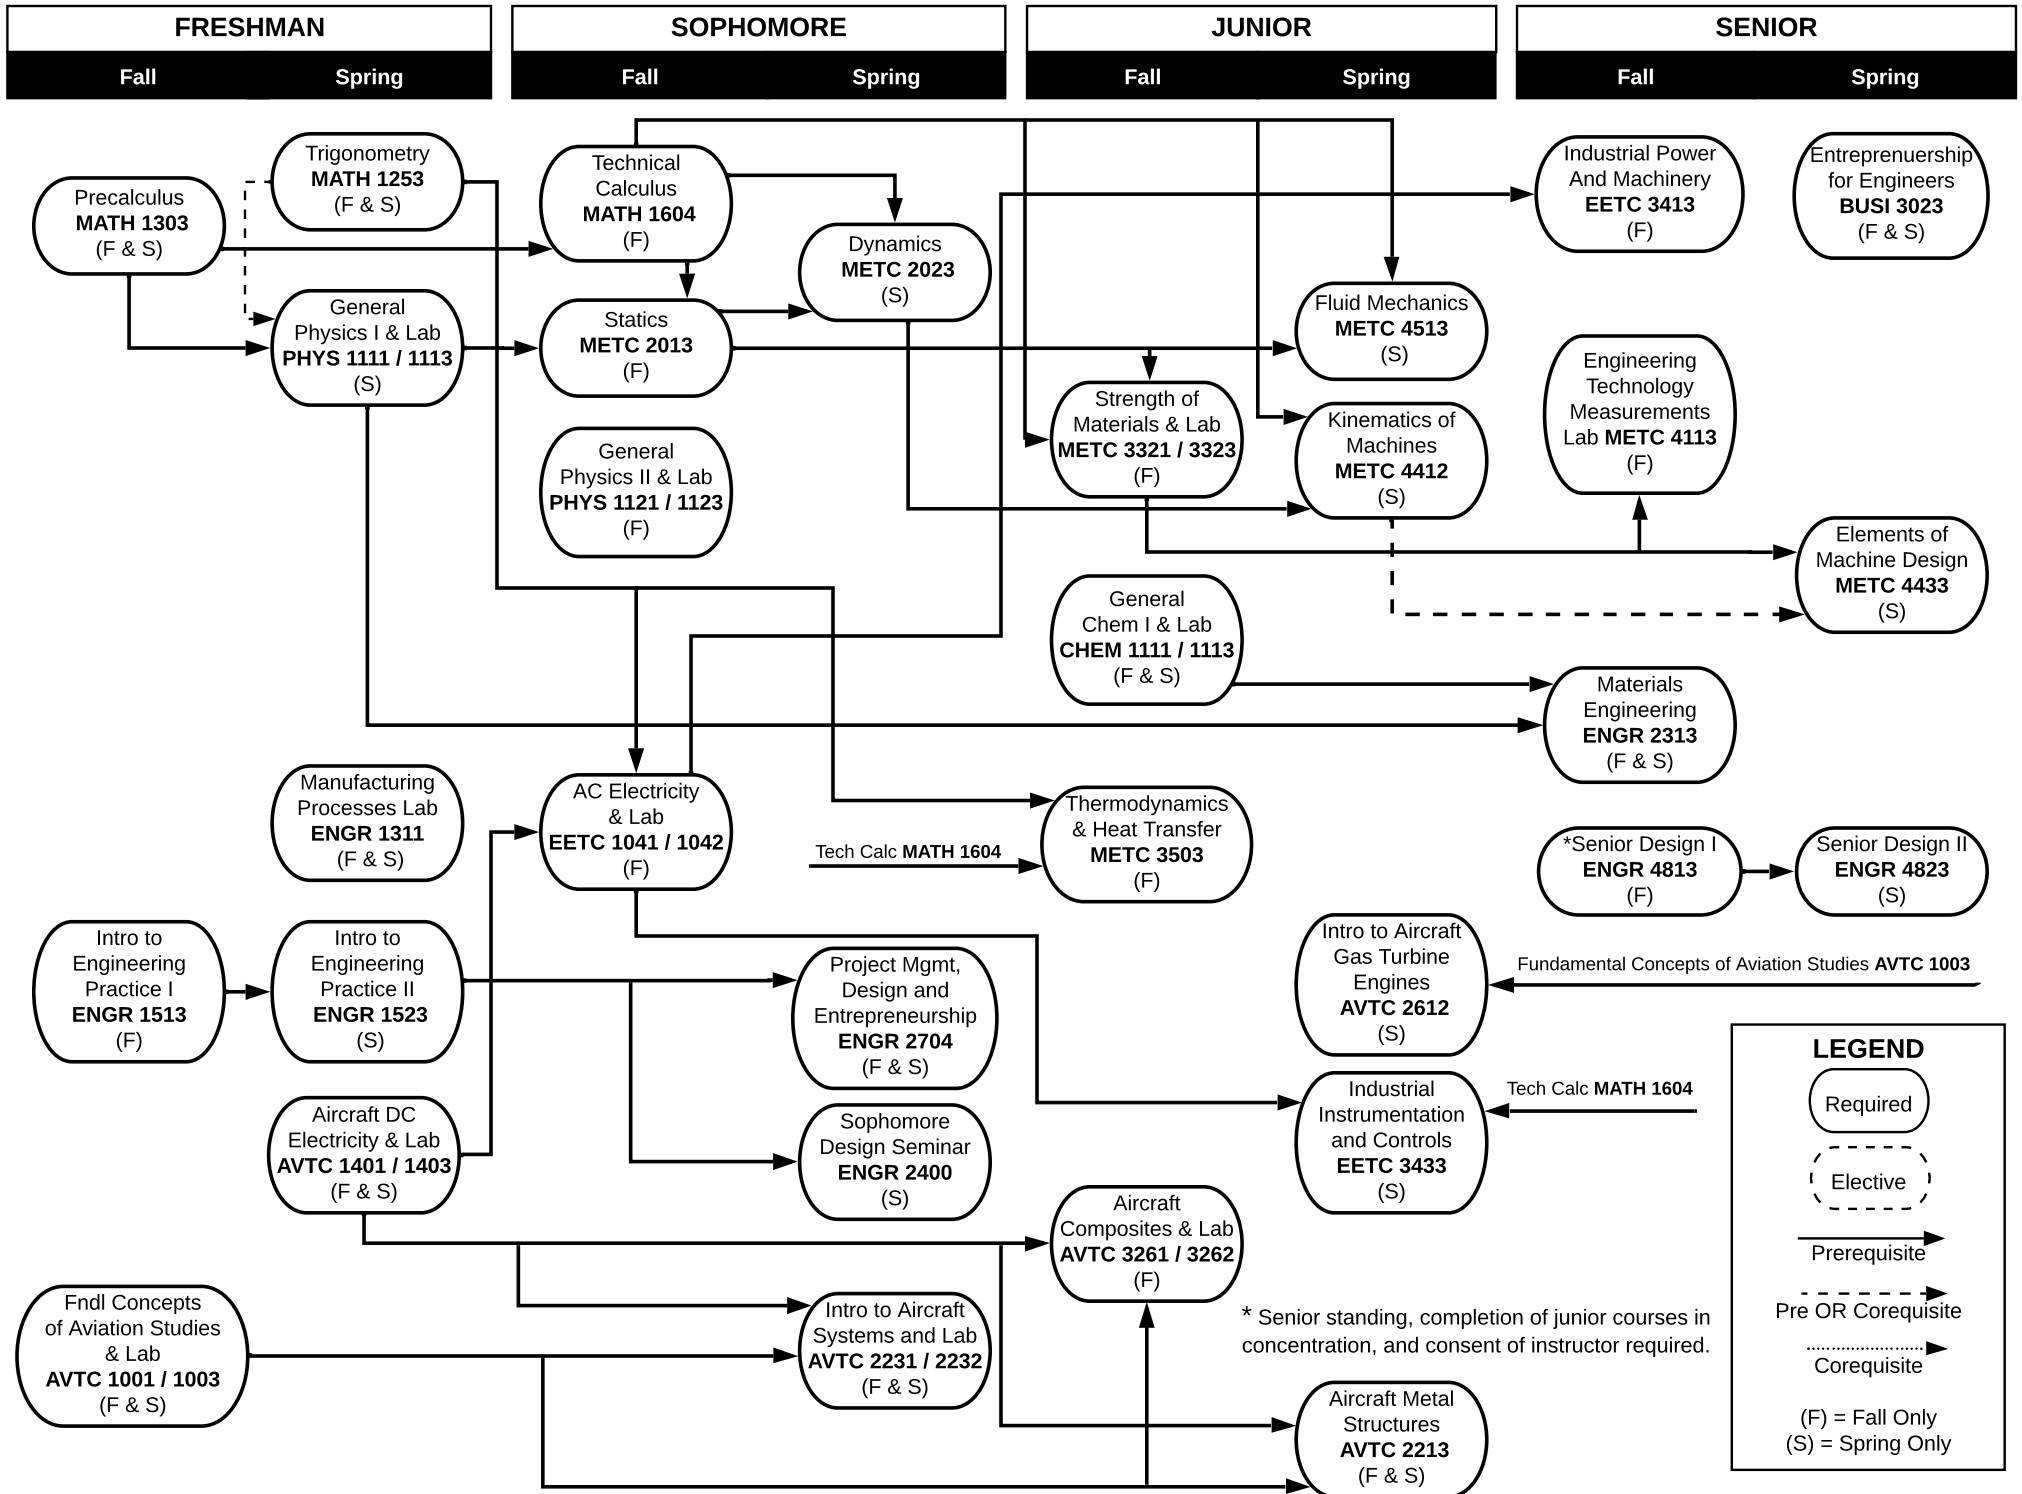 FRESHMAN
SOPHOMORE
JUNIOR
SENIOR
Fall
Spring
Fall
Spring
Fall
Spring
Fall
Spring
Precalculus
MATH 1303
(F & S)
Trigonometry
MATH 1253
(F & S)
General
Physics I & Lab
PHYS 1111 / 1113
(S)
Technical
Calculus
MATH 1604
(F)
Dynamics
METC 2023
(S)
Statics
METC 2013
(F)
General
Physics II & Lab
PHYS 1121 / 1123
(F)
Strength of
Materials & Lab
METC 3321 / 3323
(F)
Fluid Mechanics
METC 4513
(S)
Kinematics of
Machines
METC 4412
(S)
Industrial Power
And Machinery
EETC 3413
(F)
Entreprenuership
for Engineers
BUSI 3023
(F & S)
Engineering
Technology
Measurements
Lab METC 4113
(F)
Elements of
Machine Design
METC 4433
(S)
General
Chem I & Lab
CHEM 1111 / 1113
(F & S)
Materials
Engineering
ENGR 2313
(F & S)
Manufacturing
Processes Lab
ENGR 1311
(F & S)
AC Electricity
& Lab
EETC 1041 / 1042
(F)
Tech Calc MATH 1604
Thermodynamics
& Heat Transfer
METC 3503
(F)
*Senior Design I
ENGR 4813
(F)
Senior Design II
ENGR 4823
(S)
Intro to
Engineering
Practice I
ENGR 1513
(F)
Intro to
Engineering
Practice II
ENGR 1523
(S)
Project Mgmt,
Design and
Entrepreneurship
ENGR 2704
(F & S)
Intro to Aircraft
Gas Turbine
Engines
AVTC 2612
(S)
Fundamental Concepts of Aviation Studies AVTC 1003
Aircraft DC
Electricity & Lab
AVTC 1401 / 1403
(F & S)
Sophomore
Design Seminar
ENGR 2400
(S)
Industrial
Instrumentation
and Controls
EETC 3433
(S)
Tech Calc MATH 1604
Aircraft
Composites & Lab
AVTC 3261 / 3262
(F)
Fndl Concepts
of Aviation Studies
& Lab
AVTC 1001 / 1003
(F & S)
Intro to Aircraft
Systems and Lab
AVTC 2231 / 2232
(F & S)
* Senior standing, completion of junior courses in
concentration, and consent of instructor required.
Aircraft Metal
Structures
AVTC 2213
(F & S)
LEGEND
Required
Elective
Prerequisite
Pre OR Corequisite
Corequisite
(F) = Fall Only
(S) = Spring Only